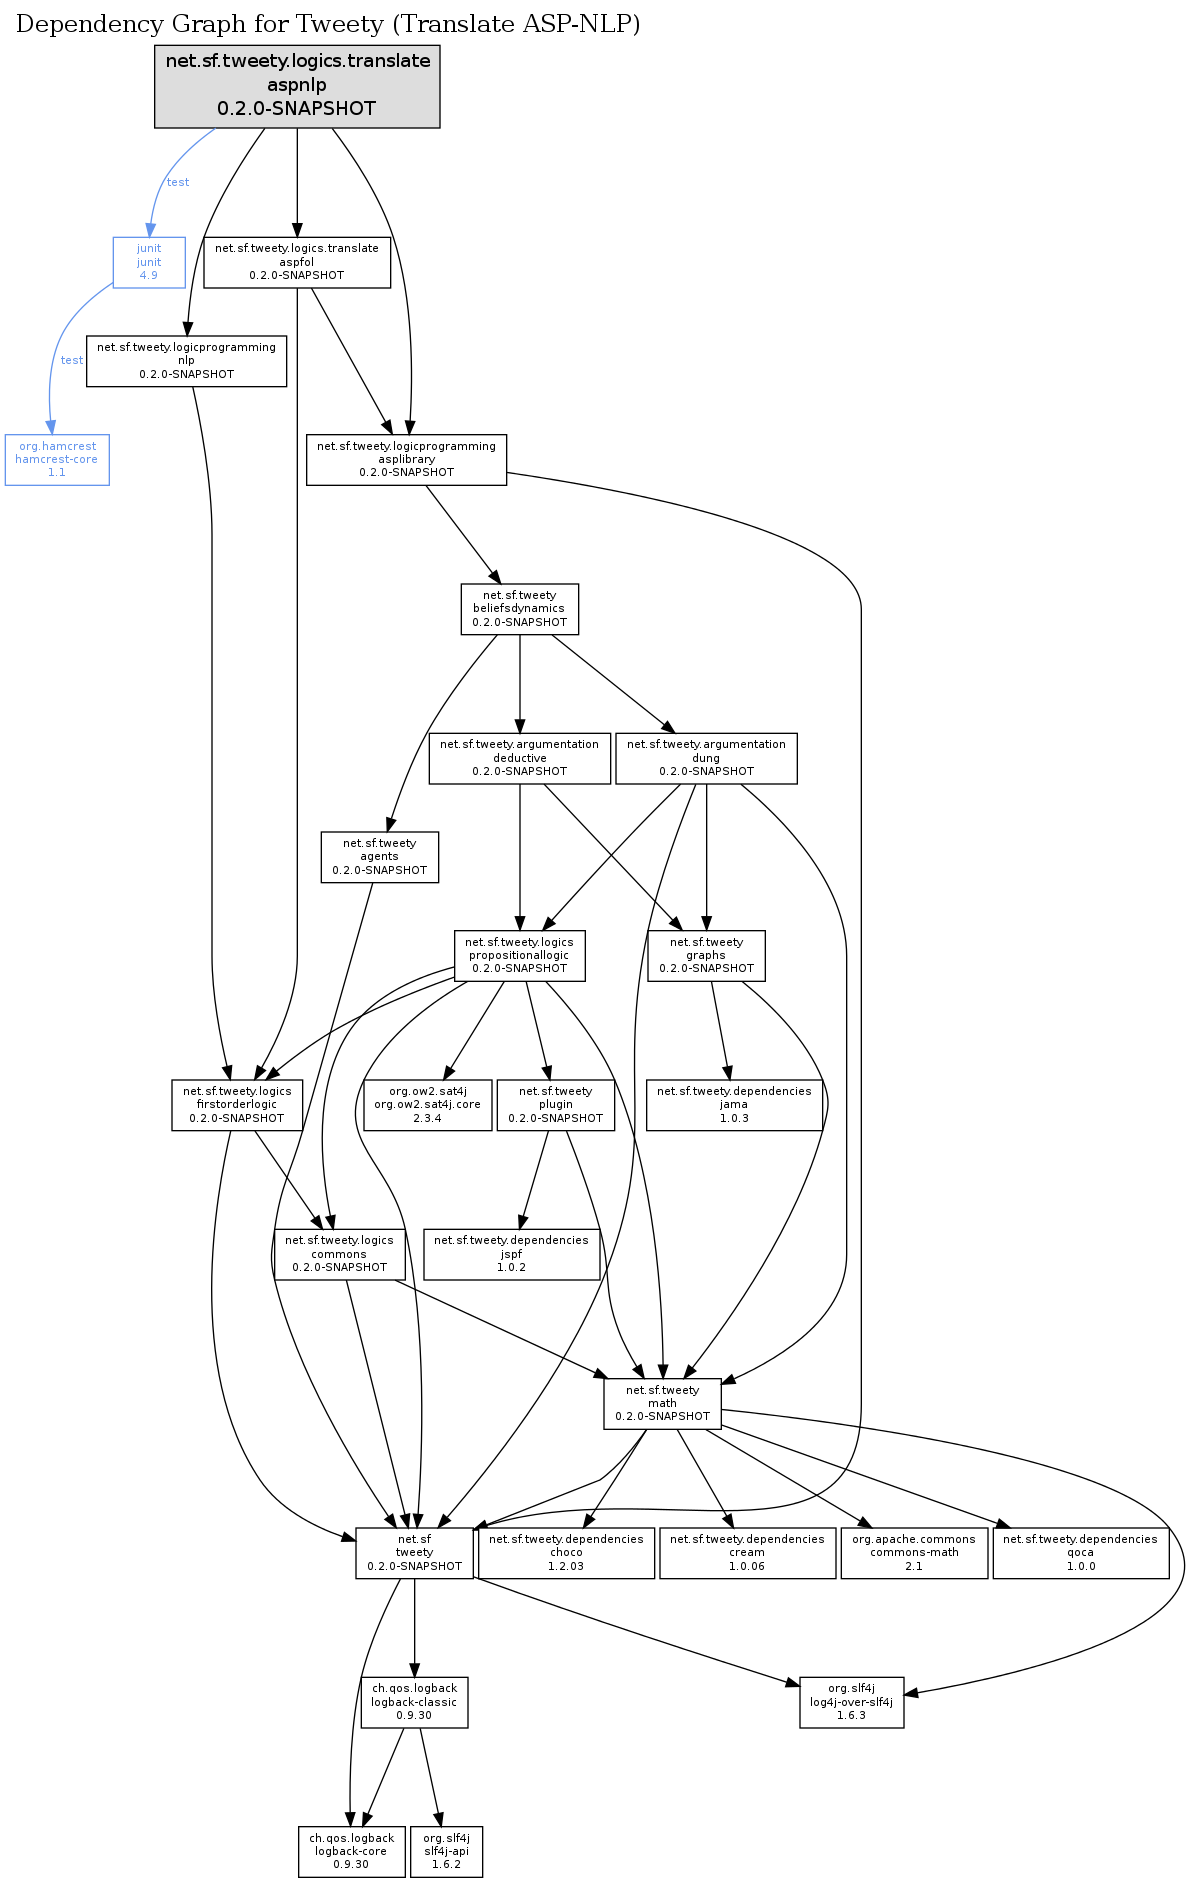 Dependency Graph for Tweety (Translate ASP-NLP)
net.sf.tweety.logics.translate
aspnlp
0.2.0-SNAPSHOT
test
junit
junit
4.9
net.sf.tweety.logics.translate
aspfol
0.2.0-SNAPSHOT
test
net.sf.tweety.logicprogramming
nlp
0.2.0-SNAPSHOT
org.hamcrest
hamcrest-core
1.1
net.sf.tweety.logicprogramming
asplibrary
0.2.0-SNAPSHOT
net.sf.tweety
beliefsdynamics
0.2.0-SNAPSHOT
net.sf.tweety.argumentation
deductive
0.2.0-SNAPSHOT
net.sf.tweety.argumentation
dung
0.2.0-SNAPSHOT
net.sf.tweety
agents
0.2.0-SNAPSHOT
net.sf.tweety.logics
propositionallogic
0.2.0-SNAPSHOT
net.sf.tweety
graphs
0.2.0-SNAPSHOT
net.sf.tweety.logics
firstorderlogic
0.2.0-SNAPSHOT
org.ow2.sat4j
org.ow2.sat4j.core
2.3.4
net.sf.tweety
plugin
0.2.0-SNAPSHOT
net.sf.tweety.dependencies
jama
1.0.3
net.sf.tweety.logics
commons
0.2.0-SNAPSHOT
net.sf.tweety.dependencies
jspf
1.0.2
net.sf.tweety
math
0.2.0-SNAPSHOT
net.sf
tweety
0.2.0-SNAPSHOT
net.sf.tweety.dependencies
choco
1.2.03
net.sf.tweety.dependencies
cream
1.0.06
org.apache.commons
commons-math
2.1
net.sf.tweety.dependencies
qoca
1.0.0
ch.qos.logback
logback-classic
0.9.30
org.slf4j
log4j-over-slf4j
1.6.3
ch.qos.logback
logback-core
0.9.30
org.slf4j
slf4j-api
1.6.2